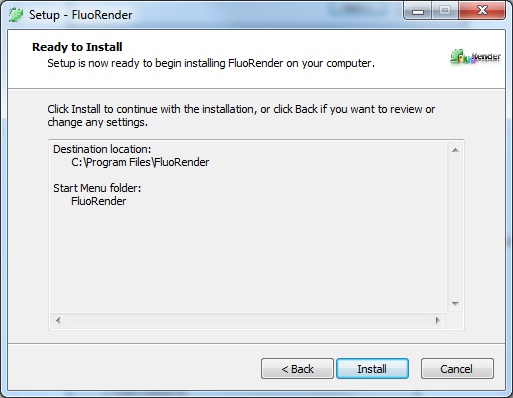 Setup - FluoRender
Ready to Install
Setup is now ready to begin installing FluoRender on your computer.
FluoRender
Click Install to continue with the installation, or click Back if you want to review or
change any settings.
Destination location:
C:\Program Files\FluoRender
Start Menu folder:
FluoRender
< Back
Install
Cancel